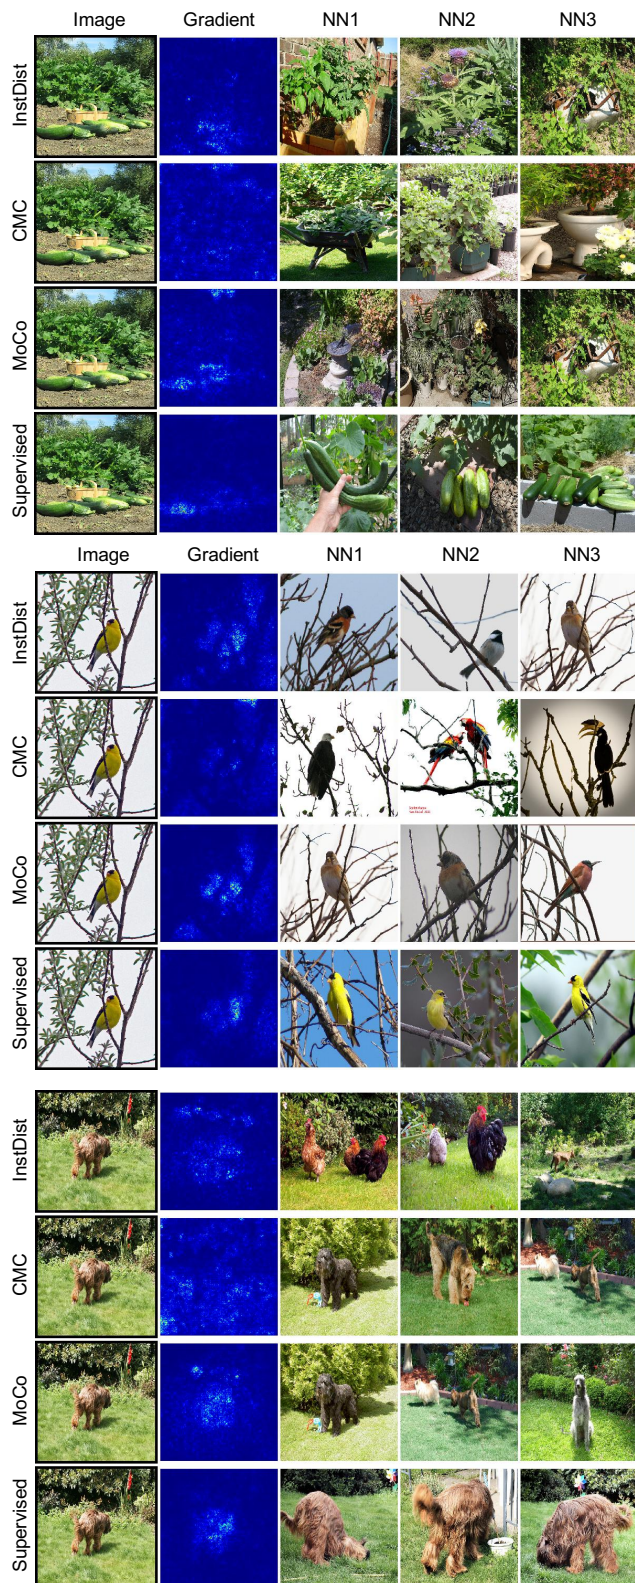 Image Gradient NN1 NN2 NN3
InstDist
CMC
MoCo
Supervised
Image Gradient NN1 NN2 NN3
InstDist
CMC
MoCo
Supervised
InstDist
CMC
MoCo
Supervised